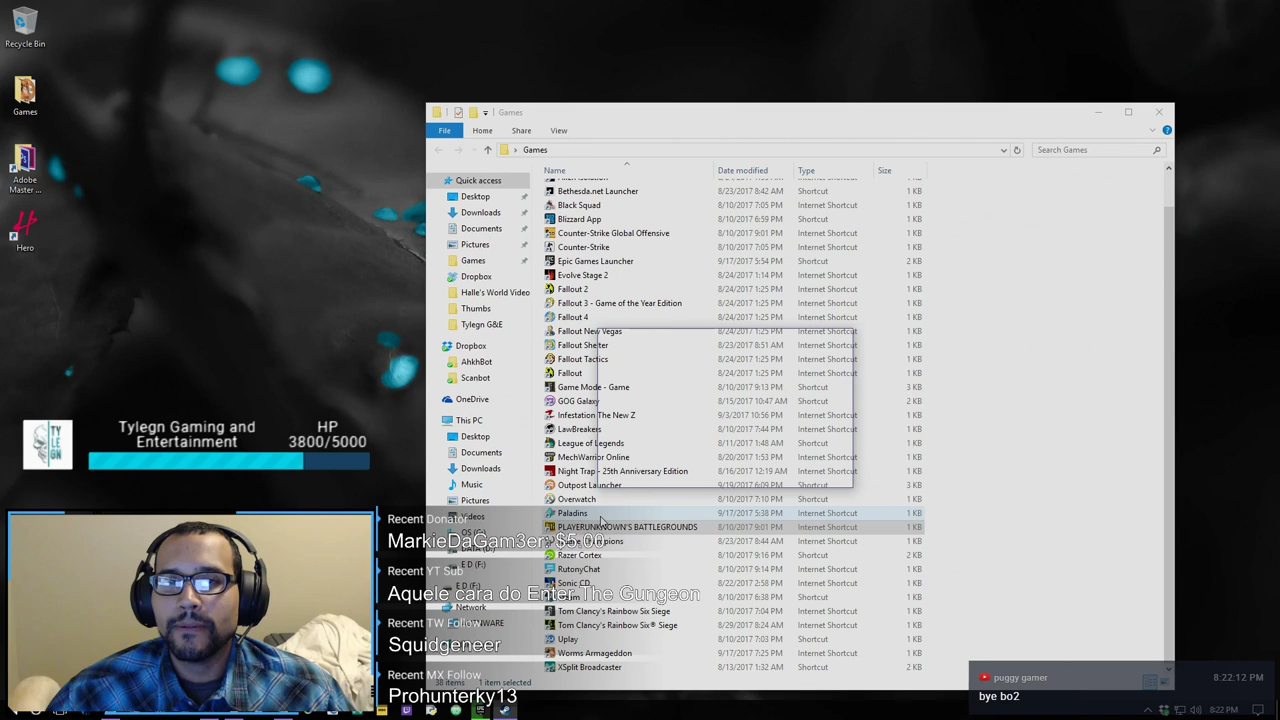 Recycle Bin
Games
Adobe
Master ...
Hero
Games
File
Home
Share
View
Games
Search Games
Name
Date modified
Type
Size
Quick access
Desktop
Downloads
Documents
Pictures
Games
Dropbox
Halle's World Video
Thumbs
Tylegn G&E
Dropbox
AhkhBot
Scanbot
OneDrive
This PC
Desktop
Documents
Downloads
Music
Pictures
Videos
E D (F:)
E D (F:)
Network
Bethesda.net Launcher 8/23/2017 8:42 AM Shortcut 1 KB
Black Squad 8/10/2017 7:05 PM Internet Shortcut 1 KB
Blizzard App 8/10/2017 6:59 PM Shortcut 1 KB
Counter-Strike Global Offensive 8/10/2017 9:01 PM Internet Shortcut 1 KB
Counter-Strike 8/10/2017 7:05 PM Internet Shortcut 1 KB
Epic Games Launcher 9/17/2017 5:54 PM Shortcut 2 KB
Evolve Stage 2 8/24/2017 1:14 PM Internet Shortcut 1 KB
Fallout 2 8/24/2017 1:25 PM Internet Shortcut 1 KB
Fallout 3 - Game of the Year Edition 8/24/2017 1:25 PM Internet Shortcut 1 KB
Fallout 4 8/24/2017 1:25 PM Internet Shortcut 1 KB
Fallout New Vegas 8/24/2017 1:25 PM Internet Shortcut 1 KB
Fallout Shelter 8/23/2017 8:51 AM Internet Shortcut 1 KB
Fallout Tactics 8/24/2017 1:25 PM Internet Shortcut 1 KB
Fallout 8/24/2017 1:25 PM Internet Shortcut 1 KB
Game Mode - Game 8/10/2017 9:13 PM Shortcut 3 KB
GOG Galaxy 8/15/2017 10:47 AM Shortcut 2 KB
Infestation The New Z 9/3/2017 10:56 PM Internet Shortcut 1 KB
LawBreakers 8/10/2017 7:44 PM Internet Shortcut 1 KB
League of Legends 8/11/2017 1:48 AM Shortcut 1 KB
MechWarrior Online 8/20/2017 1:53 PM Internet Shortcut 1 KB
Night Trap - 25th Anniversary Edition 8/16/2017 12:19 AM Internet Shortcut 1 KB
Outpost Launcher 9/19/2017 6:09 PM Shortcut 2 KB
Overwatch 8/10/2017 7:10 PM Shortcut 1 KB
Paladins 9/17/2017 5:38 PM Internet Shortcut 1 KB
PLAYERUNKNOWN'S BATTLEGROUNDS 8/10/2017 9:01 PM Internet Shortcut 1 KB
Champions 8/23/2017 8:44 AM Internet Shortcut 1 KB
Razer Cortex 8/10/2017 9:16 PM Shortcut 2 KB
RutonyChat 8/10/2017 9:14 PM Internet Shortcut 1 KB
Sonic CD 8/22/2017 2:58 PM Internet Shortcut 1 KB
8/10/2017 6:58 PM Shortcut 1 KB
Tom Clancy's Rainbow Six Siege 8/10/2017 7:04 PM Internet Shortcut 1 KB
Tom Clancy's Rainbow Six® Siege 8/29/2017 8:24 AM Internet Shortcut 1 KB
Uplay 8/10/2017 7:03 PM Shortcut 1 KB
Worms Armageddon 9/17/2017 7:25 PM Internet Shortcut 1 KB
XSplit Broadcaster 8/13/2017 1:32 AM Shortcut 2 KB
38 items 1 item selected
TY
LE
GN
Tylegn Gaming and
Entertainment
HP
3800/5000
Recent Donator
MarkieDaGam3er: $5.00
Recent YT Sub
Aquele cara do Enter The Gungeon
Recent TW Follow
Squidgeneer
Recent MX Follow
Prohunterky13
puggy gamer
8:22:12 PM
bye bo2
8:22 PM